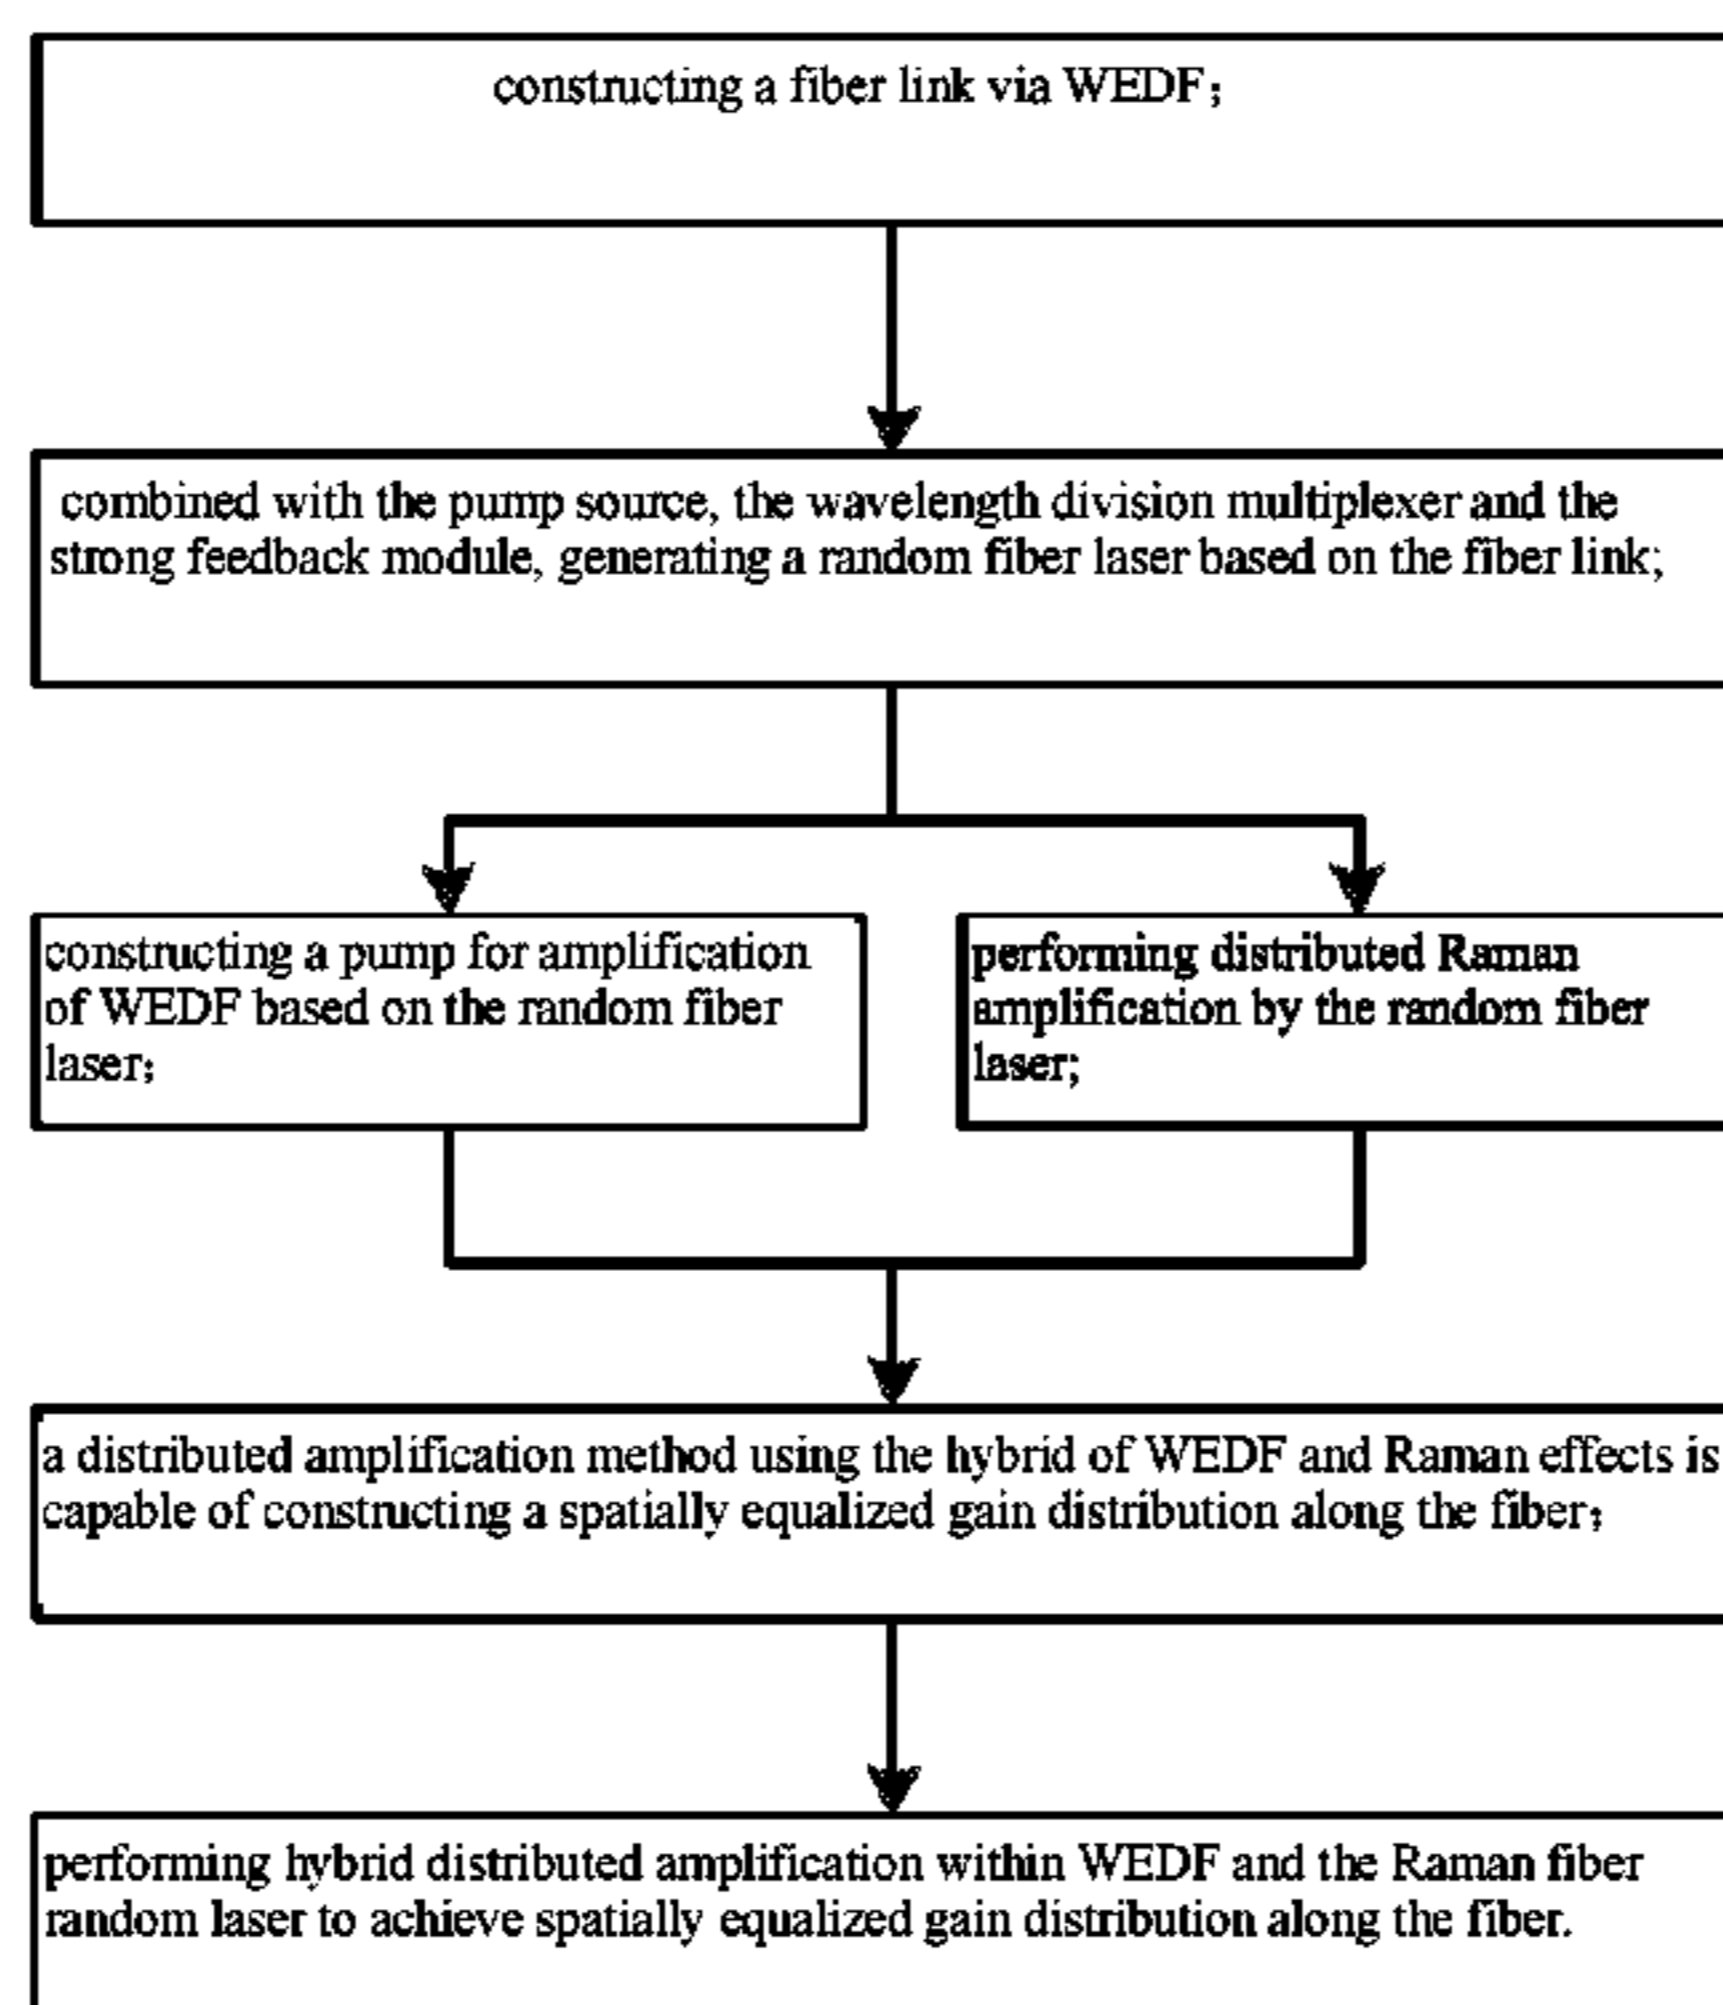 constructing a fiber link via WEDF;
combined with the pump source, the wavelength division multiplexer and the
strong feedback module, generating a random fiber laser based on the fiber link;
constructing a pump for amplification
of WEDF based on the random fiber
laser;
performing distributed Raman
amplification by the random fiber
laser;
a distributed amplification method using the hybrid of WEDF and Raman effects is
capable of constructing a spatially equalized gain distribution along the fiber;
performing hybrid distributed amplification within WEDF and the Raman fiber
random laser to achieve spatially equalized gain distribution along the fiber.